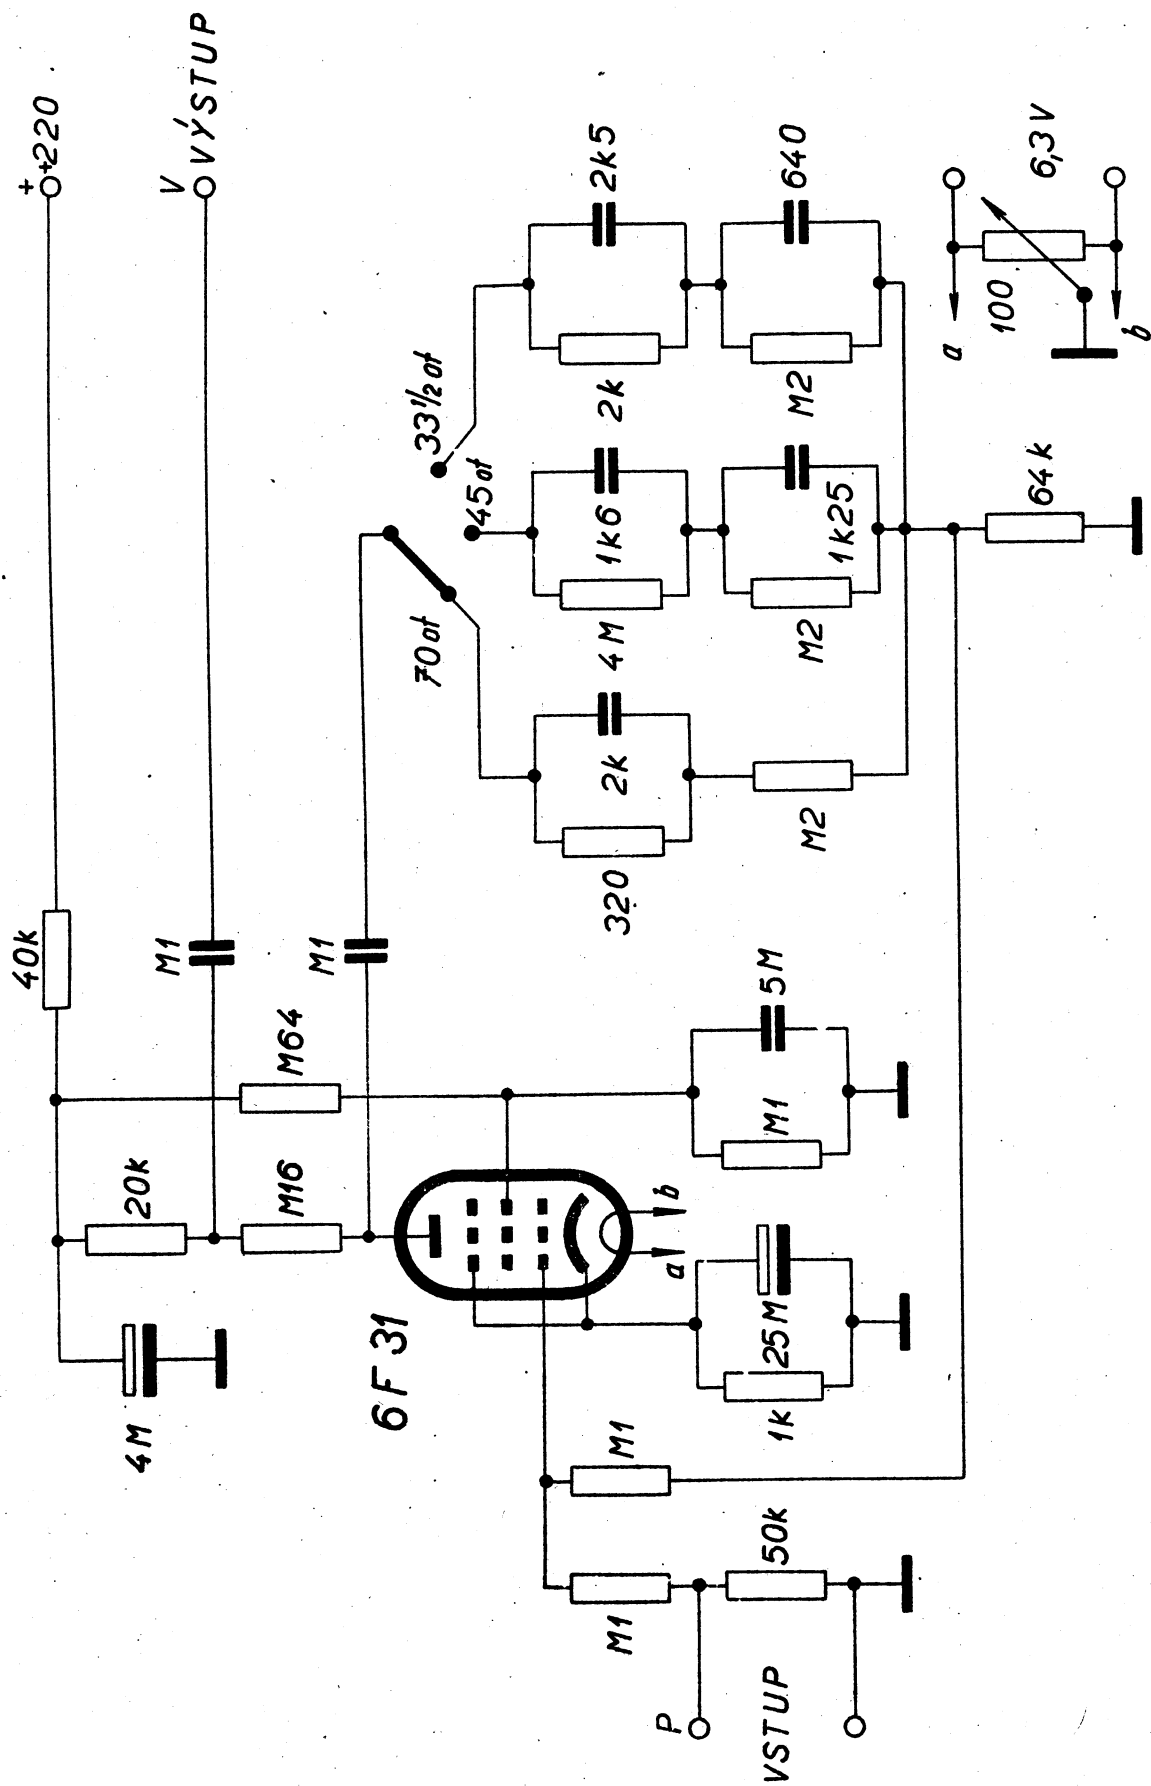 +
+220
V
VÝSTUP
40k
M1
M1
M64
20k
M16
4M
6F31
70 ot
45 ot
33 1/2 ot
2k5
2k
640
M2
1k6
4M
1k25
M2
2k
320
M2
64k
a
100
6,3V
b
5M
M1
b
a
25M
1k
M1
M1
50k
P
VSTUP